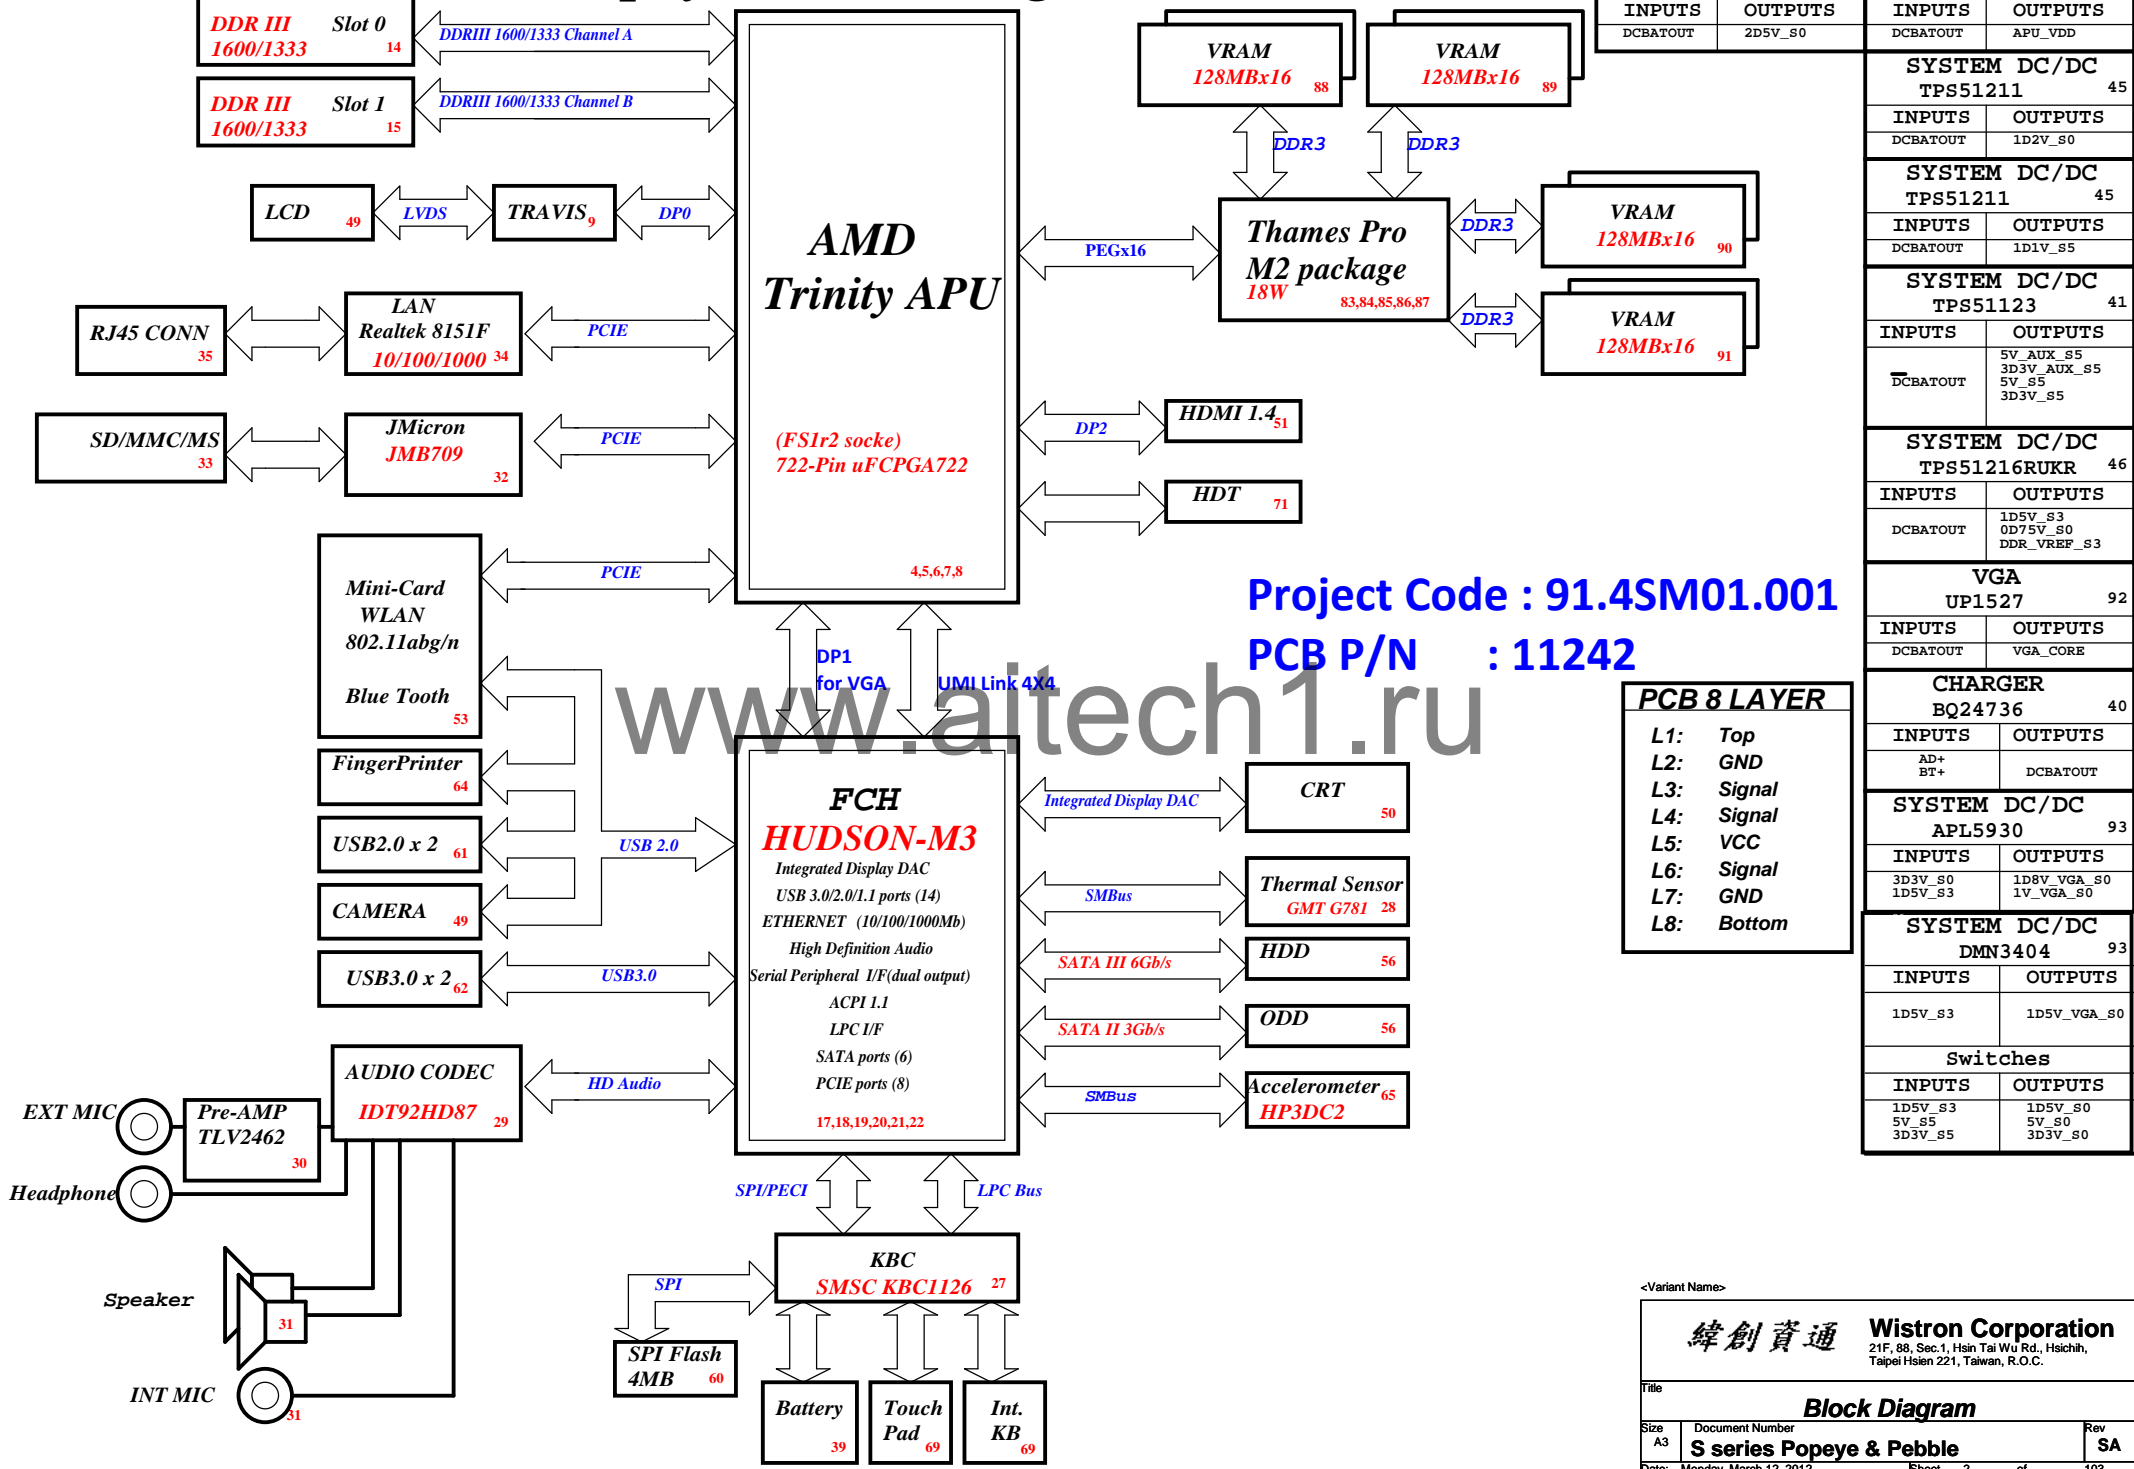 DDR III Slot 0
1600/1333 14
DDRIII 1600/1333 Channel A
DDR III Slot 1
1600/1333 15
DDRIII 1600/1333 Channel B
LCD 49
LVDS
TRAVIS 9
DP0
RJ45 CONN
35
LAN
Realtek 8151F
10/100/1000 34
PCIE
SD/MMC/MS
33
JMicron
JMB709
32
PCIE
Mini-Card
WLAN
802.11abg/n
Blue Tooth
53
PCIE
AMD
Trinity APU
(FS1r2 socke)
722-Pin uFCPGA722
4,5,6,7,8
VRAM
128MBx16 88
VRAM
128MBx16 89
DDR3
DDR3
PEGx16
Thames Pro
M2 package
18W
83,84,85,86,87
DDR3
VRAM
128MBx16 90
DDR3
VRAM
128MBx16 91
DP2
HDMI 1.4 51
HDT 71
Project Code : 91.4SM01.001
PCB P/N : 11242
DP1
for VGA
UMI Link 4X4
www.aitech1.ru
FingerPrinter
64
USB2.0 x 2 61
CAMERA 49
USB 2.0
USB3.0 x 2 62
USB3.0
FCH
HUDSON-M3
Integrated Display DAC
USB 3.0/2.0/1.1 ports (14)
ETHERNET (10/100/1000Mb)
High Definition Audio
Serial Peripheral I/F(dual output)
ACPI 1.1
LPC I/F
SATA ports (6)
PCIE ports (8)
17,18,19,20,21,22
Integrated Display DAC
CRT
50
SMBus
Thermal Sensor
GMT G781 28
SATA III 6Gb/s
HDD
56
SATA II 3Gb/s
ODD
56
SMBus
Accelerometer 65
HP3DC2
AUDIO CODEC
IDT92HD87 29
HD Audio
EXT MIC
Pre-AMP
TLV2462
30
Headphone
Speaker
31
INT MIC
31
SPI/PECI
LPC Bus
KBC
SMSC KBC1126 27
SPI
SPI Flash
4MB 60
Battery
39
Touch
Pad 69
Int.
KB
69
PCB 8 LAYER
L1: Top
L2: GND
L3: Signal
L4: Signal
L5: VCC
L6: Signal
L7: GND
L8: Bottom
INPUTS OUTPUTS
DCBATOUT 2D5V_S0
INPUTS OUTPUTS
DCBATOUT APU_VDD
SYSTEM DC/DC
TPS51211 45
INPUTS OUTPUTS
DCBATOUT 1D2V_S0
SYSTEM DC/DC
TPS51211 45
INPUTS OUTPUTS
DCBATOUT 1D1V_S5
SYSTEM DC/DC
TPS51123 41
INPUTS OUTPUTS
DCBATOUT
5V_AUX_S5
3D3V_AUX_S5
5V_S5
3D3V_S5
SYSTEM DC/DC
TPS51216RUKR 46
INPUTS OUTPUTS
DCBATOUT
1D5V_S3
0D75V_S0
DDR_VREF_S3
VGA
UP1527 92
INPUTS OUTPUTS
DCBATOUT VGA_CORE
CHARGER
BQ24736 40
INPUTS OUTPUTS
AD+
BT+
DCBATOUT
SYSTEM DC/DC
APL5930 93
INPUTS OUTPUTS
3D3V_S0 1D8V_VGA_S0
1D5V_S3 1V_VGA_S0
SYSTEM DC/DC
DMN3404 93
INPUTS OUTPUTS
1D5V_S3 1D5V_VGA_S0
Switches
INPUTS OUTPUTS
1D5V_S3 1D5V_S0
5V_S5 5V_S0
3D3V_S5 3D3V_S0
<Variant Name>
緯創資通 Wistron Corporation
21F, 88, Sec.1, Hsin Tai Wu Rd., Hsichih,
Taipei Hsien 221, Taiwan, R.O.C.
Title
Block Diagram
Size Document Number Rev
A3 S series Popeye & Pebble SA
Date: Monday, March 12, 2012 Sheet 2 of 103